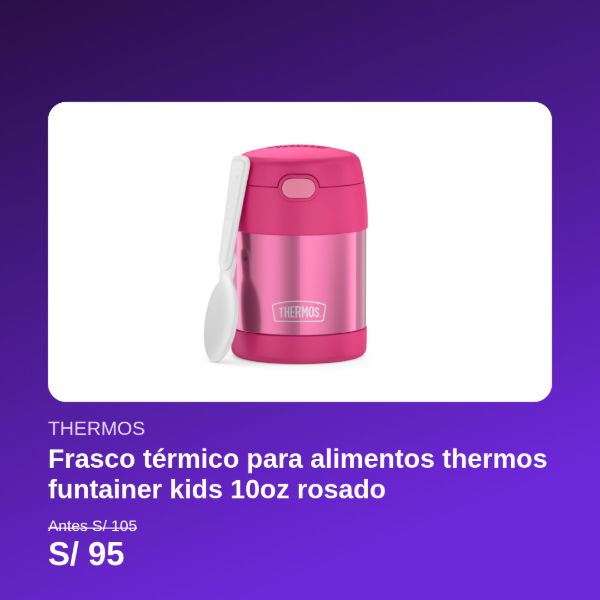 THERMOS
THERMOS
Frasco térmico para alimentos thermos
funtainer kids 10oz rosado
Antes S/ 105
S/ 95